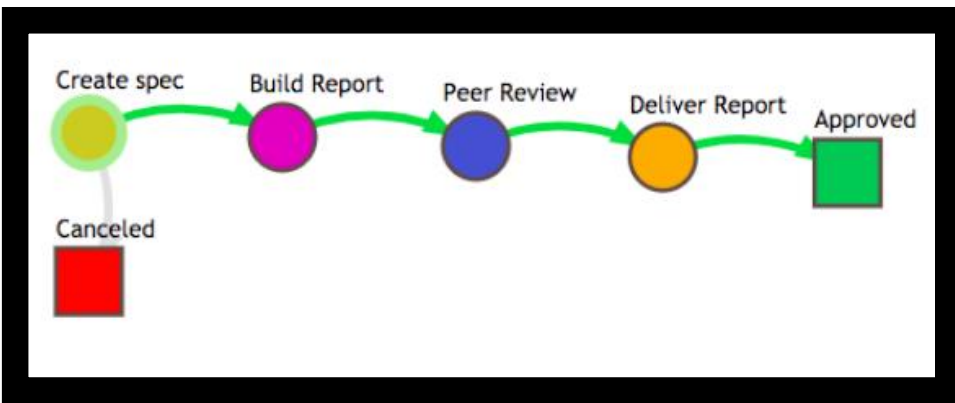 Create spec
Build Report
Peer Review
Deliver Report
Approved
Canceled